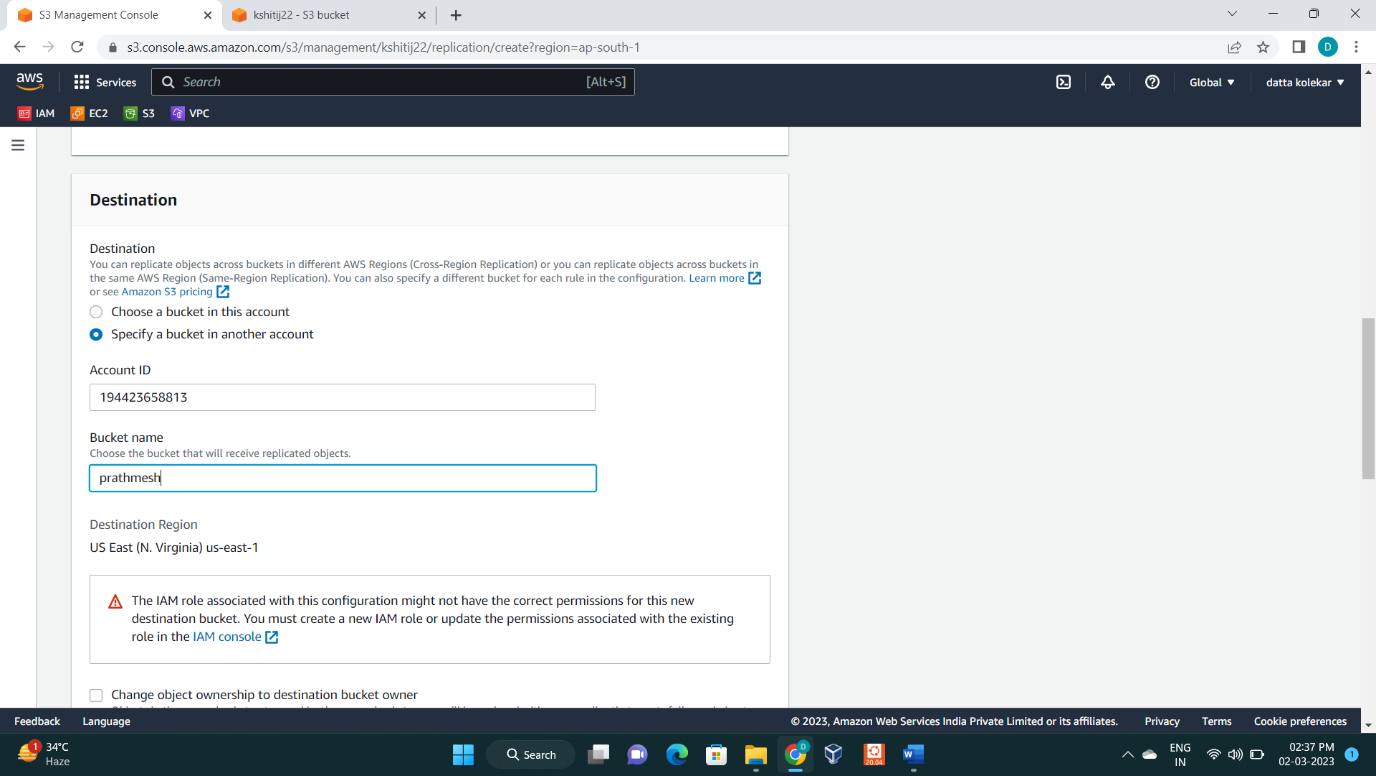 S3 Management Console
kshitij22 - S3 bucket
s3.console.aws.amazon.com/s3/management/kshitij22/replication/create?region=ap-south-1
D
aws
Services
Search
[Alt+S]
Global
datta kolekar
IAM
EC2
S3
VPC
Destination
Destination
You can replicate objects across buckets in different AWS Regions (Cross-Region Replication) or you can replicate objects across buckets in
the same AWS Region (Same-Region Replication). You can also specify a different bucket for each rule in the configuration. Learn more
or see Amazon S3 pricing
Choose a bucket in this account
Specify a bucket in another account
Account ID
194423658813
Bucket name
Choose the bucket that will receive replicated objects.
prathmesh
Destination Region
US East (N. Virginia) us-east-1
The IAM role associated with this configuration might not have the correct permissions for this new
destination bucket. You must create a new IAM role or update the permissions associated with the existing
role in the IAM console
Change object ownership to destination bucket owner
Feedback
Language
© 2023, Amazon Web Services India Private Limited or its affiliates.
Privacy
Terms
Cookie preferences
1
34°C
Haze
Search
D
20.04
W
ENG
IN
02:37 PM
02-03-2023
1